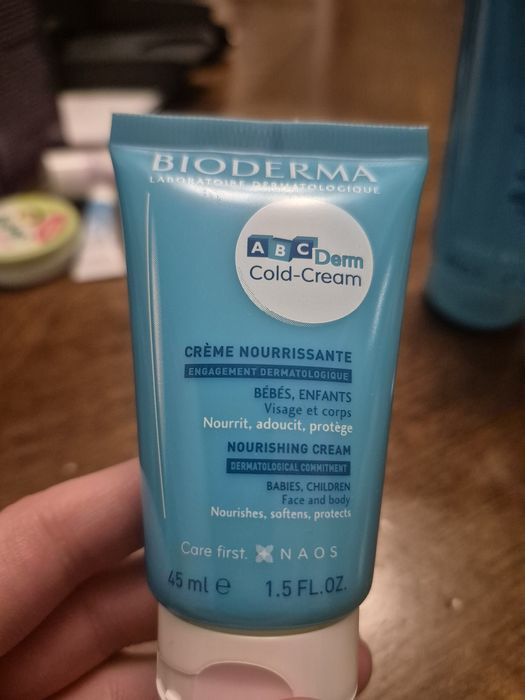 BIODERMA
LABORATOIRE DERMATOLOGIQUE
ABCDerm
Cold-Cream
CRÈME NOURRISSANTE
ENGAGEMENT DERMATOLOGIQUE
BÉBÉS, ENFANTS
Visage et corps
Nourrit, adoucit, protège
NOURISHING CREAM
DERMATOLOGICAL COMMITMENT
BABIES, CHILDREN
Face and body
Nourishes, softens, protects
Care first. NAOS
45 ml ℮ 1.5 FL.OZ.